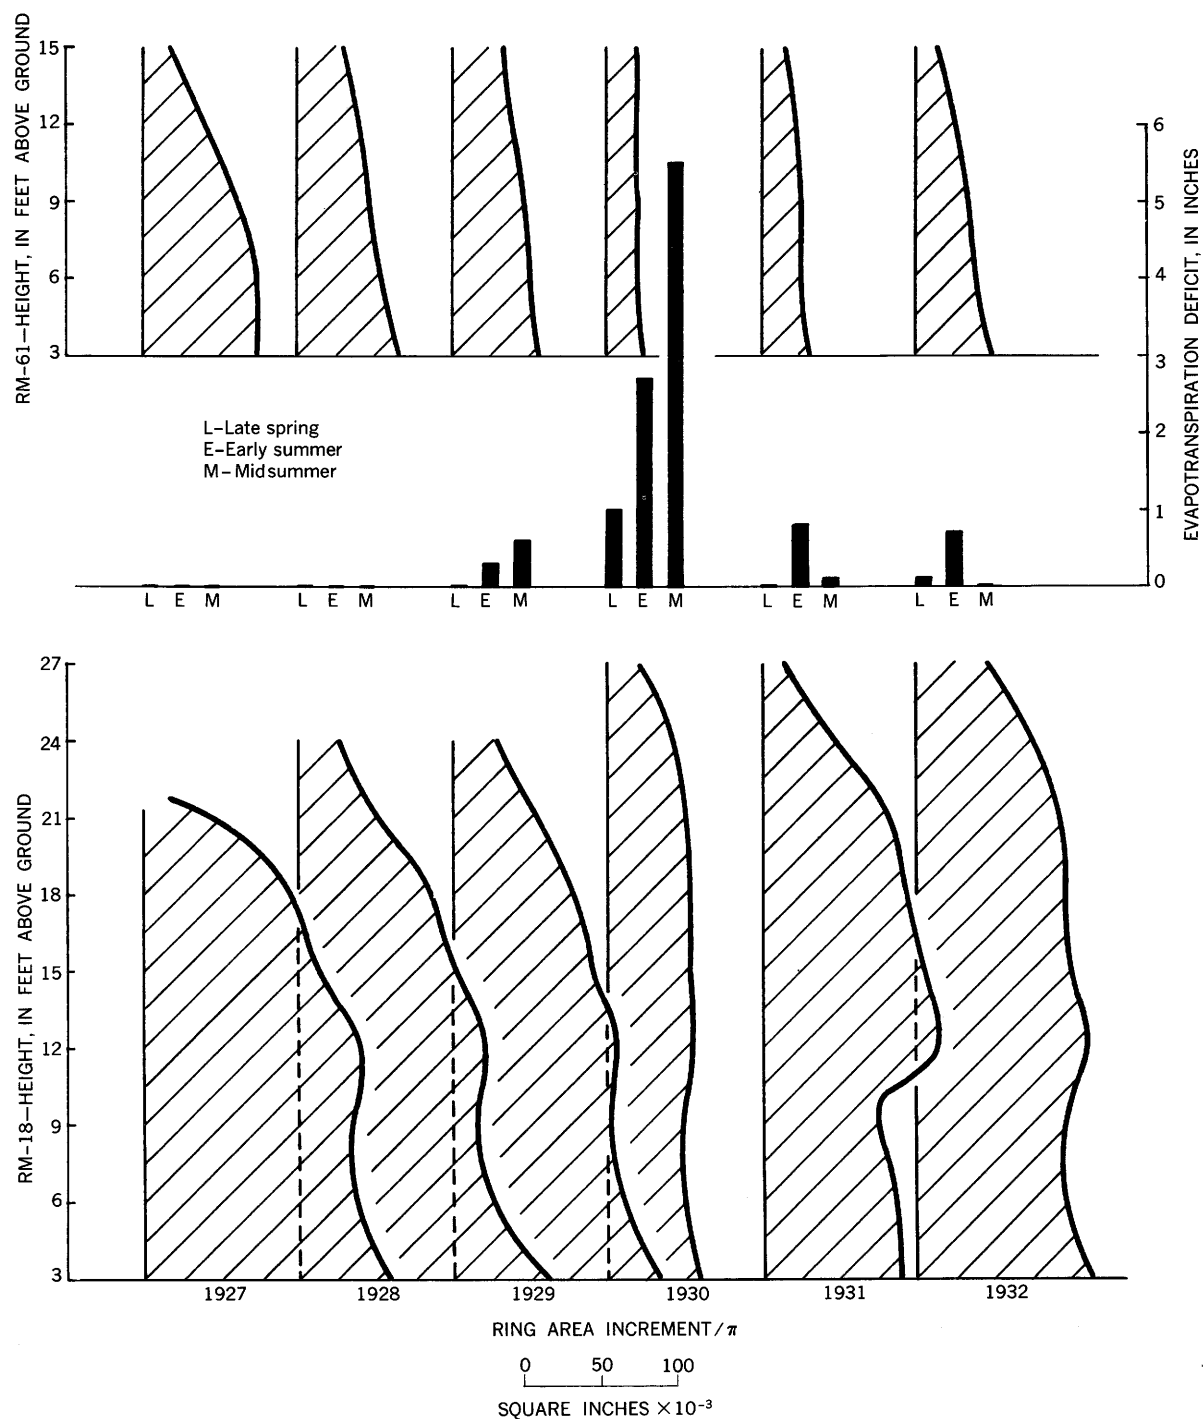 RM-61—HEIGHT, IN FEET ABOVE GROUND
15
12
9
6
3
6
5
4
3
2
1
0
EVAPOTRANSPIRATION DEFICIT, IN INCHES
L–Late spring
E–Early summer
M–Midsummer
L E M L E M L E M L E M L E M L E M
RM-18—HEIGHT, IN FEET ABOVE GROUND
27
24
21
18
15
12
9
6
3
1927 1928 1929 1930 1931 1932
RING AREA INCREMENT/π
0 50 100
SQUARE INCHES ×10⁻³